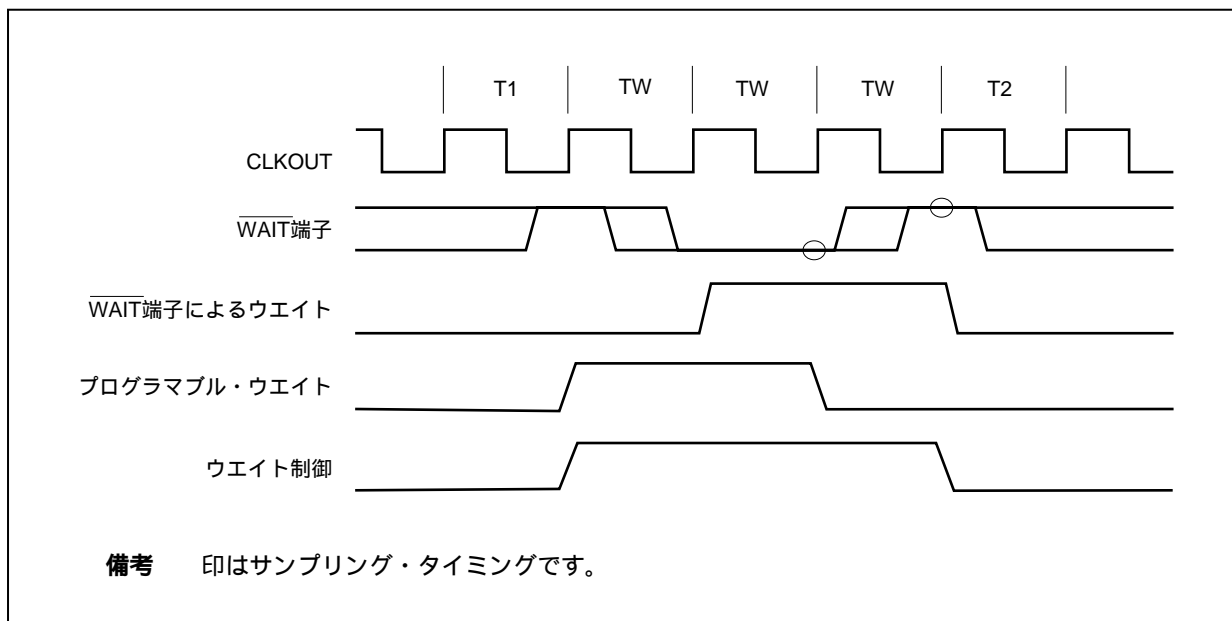 T1 TW TW TW T2
CLKOUT
WAIT端子
WAIT端子によるウエイト
プログラマブル・ウエイト
ウエイト制御
備考 印はサンプリング・タイミングです。